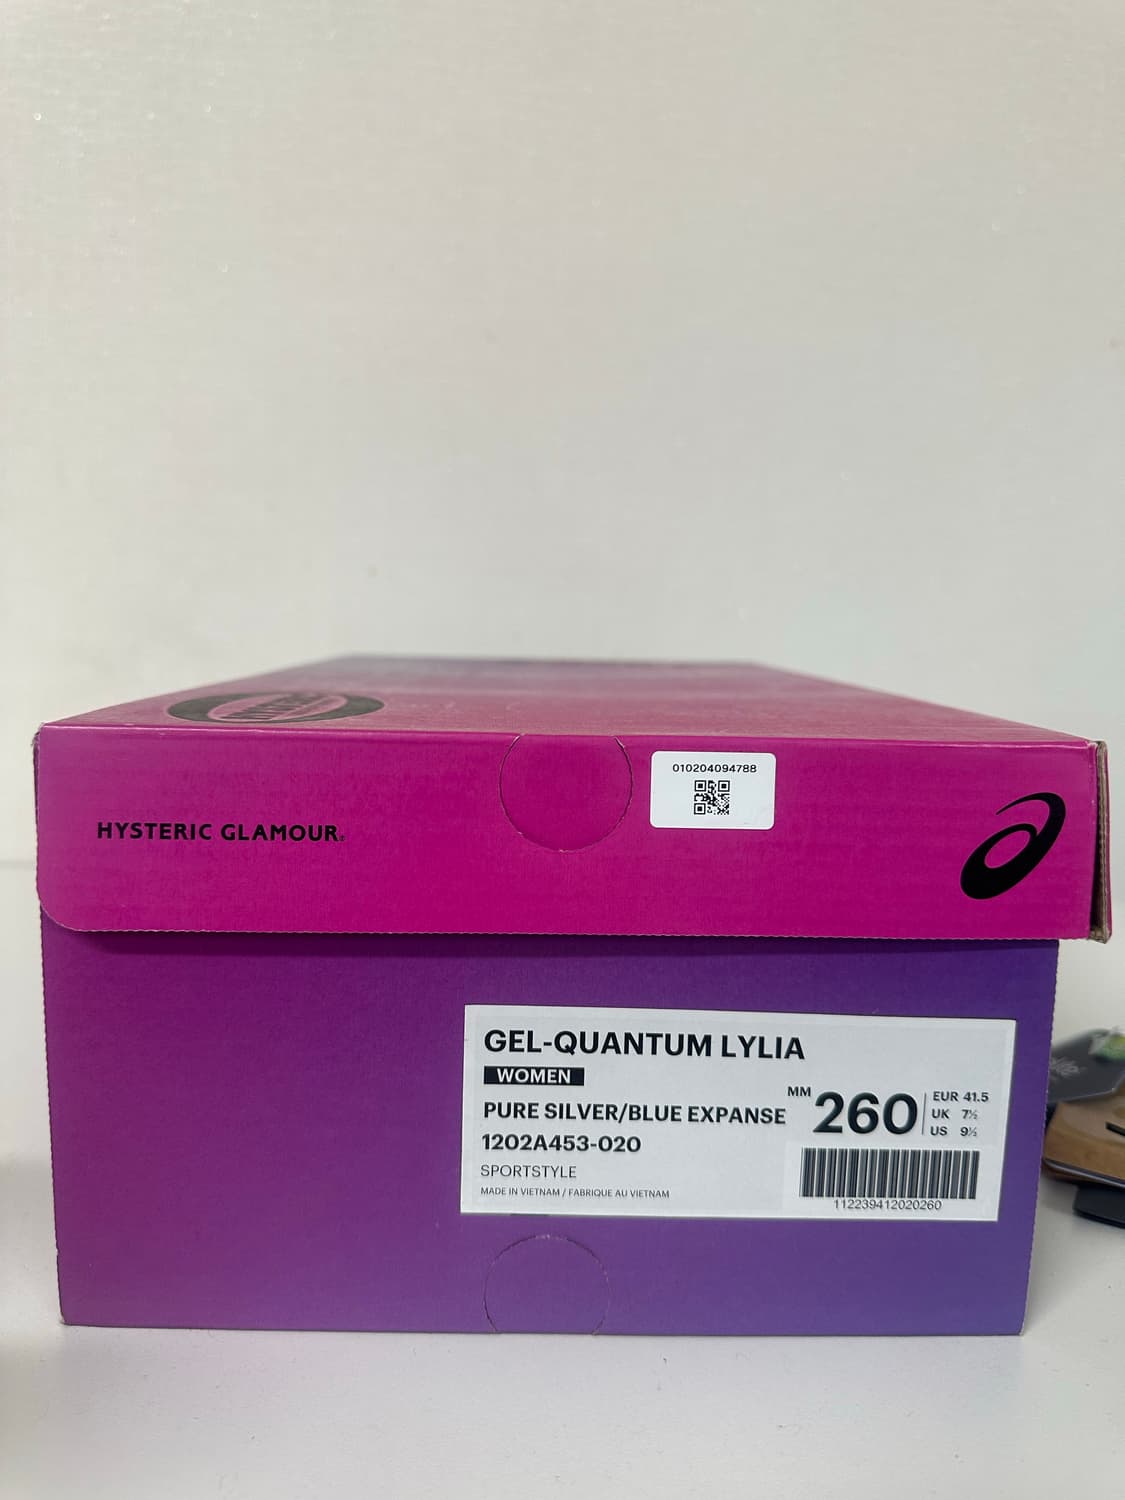 010204094788
HYSTERIC GLAMOUR®
GEL-QUANTUM LYLIA
WOMEN
PURE SILVER/BLUE EXPANSE
1202A453-020
SPORTSTYLE
MADE IN VIETNAM / FABRIQUE AU VIETNAM
MM 260
EUR 41.5
UK 7½
US 9½
112239412020260